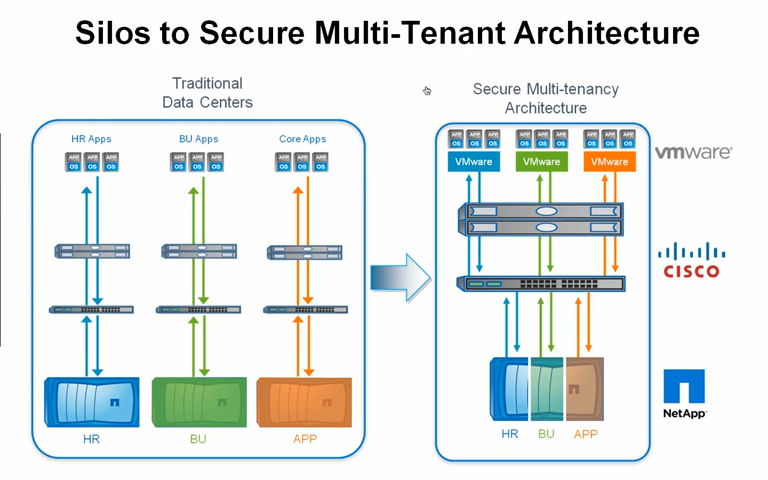 Silos to Secure Multi-Tenant Architecture
Traditional
Data Centers
HR Apps
BU Apps
Core Apps
APP APP APP
OS OS OS
APP APP APP
OS OS OS
APP APP APP
OS OS OS
HR
BU
APP
Secure Multi-tenancy
Architecture
APP APP APP
OS OS OS
APP APP APP
OS OS OS
APP APP APP
OS OS OS
VMware
VMware
VMware
HR
BU
APP
vmware®
CISCO
NetApp®